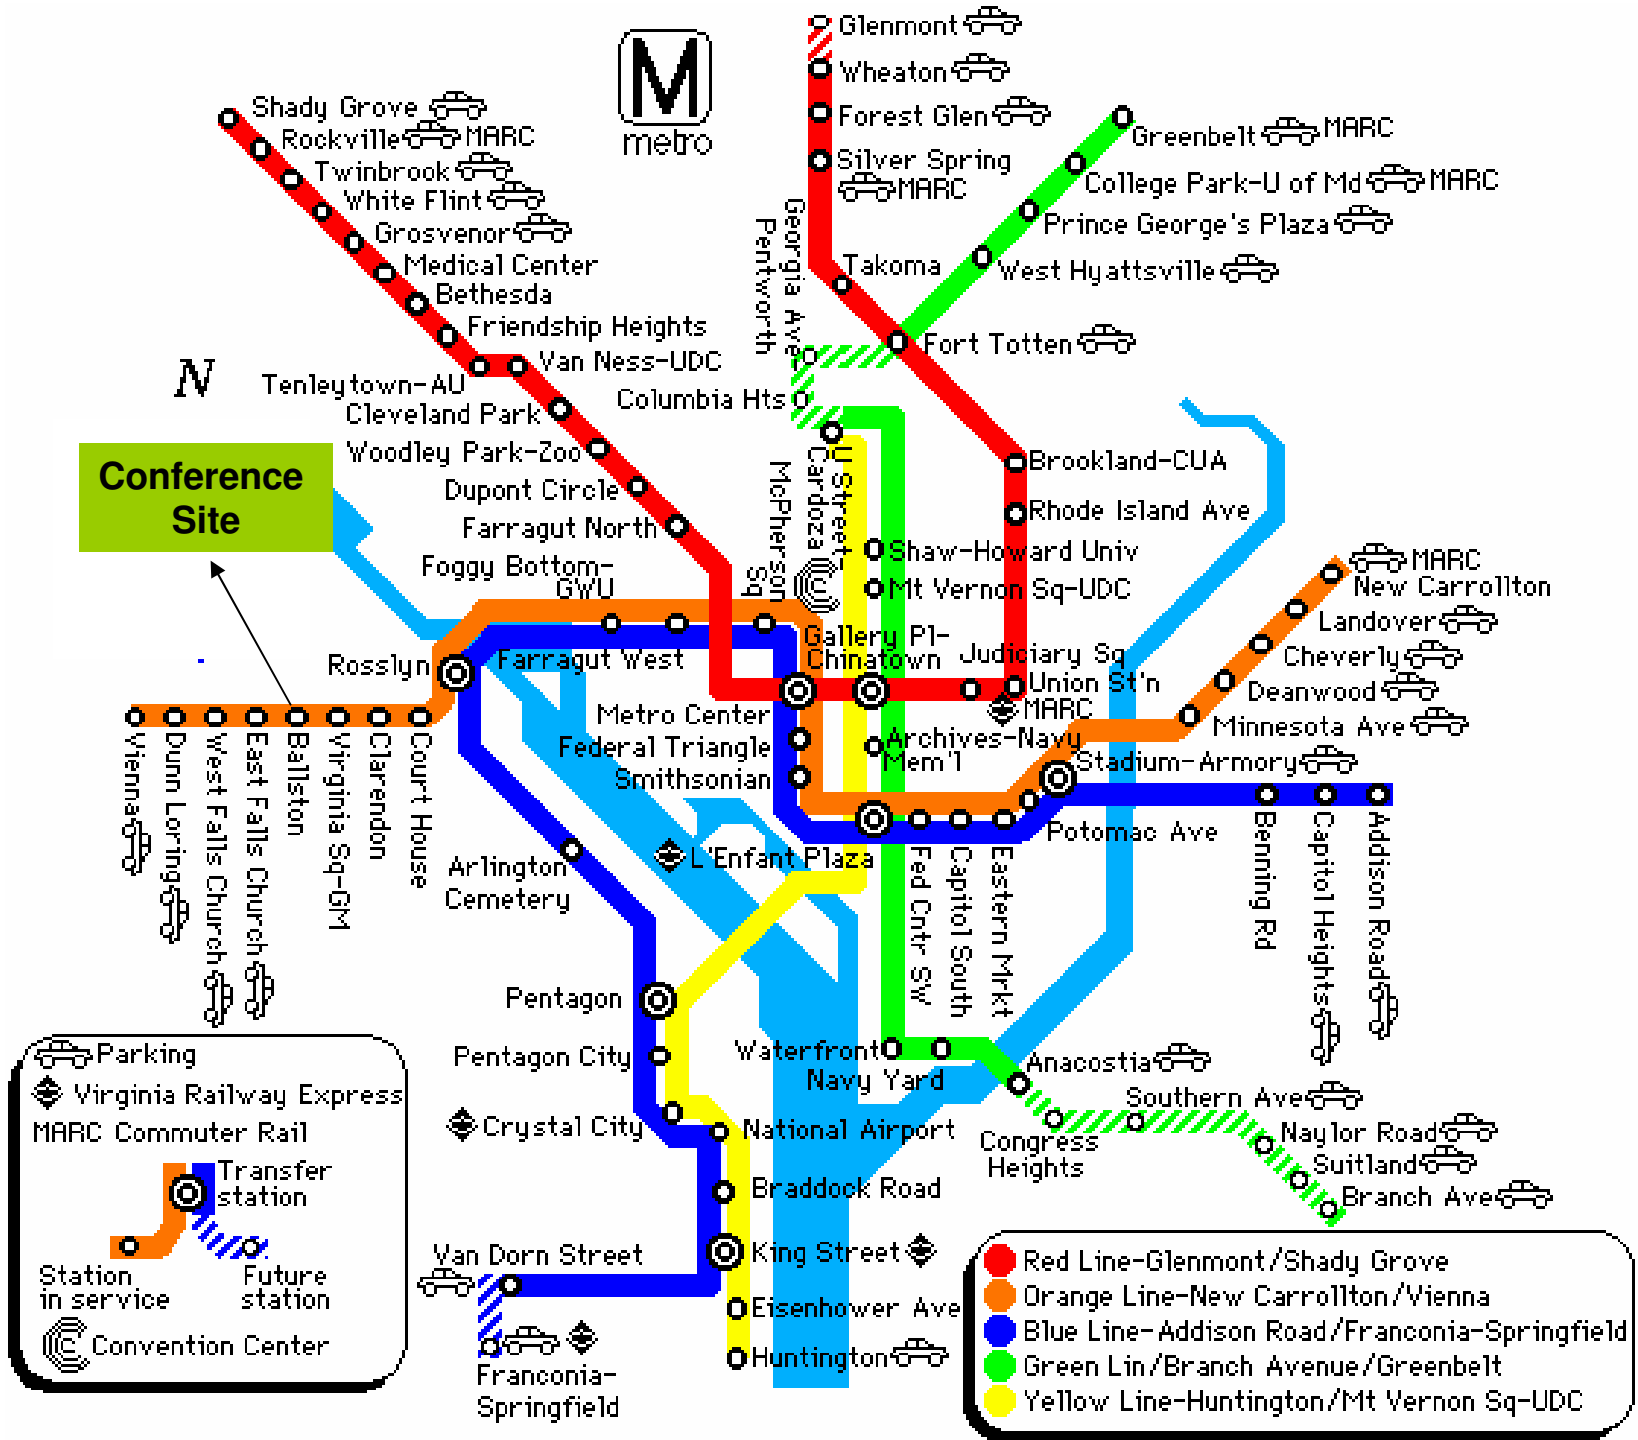 M
metro
Glenmont
Wheaton
Forest Glen
Silver Spring
MARC
Takoma
Shady Grove
Rockville MARC
Twinbrook
White Flint
Grosvenor
Medical Center
Bethesda
Friendship Heights
Van Ness-UDC
Tenleytown-AU
Cleveland Park
Woodley Park-Zoo
Dupont Circle
Farragut North
Greenbelt MARC
College Park-U of Md MARC
Prince George's Plaza
West Hyattsville
Fort Totten
Georgia Ave
Pentworth
Columbia Hts
U Street
Cardoza
N
Conference
Site
Brookland-CUA
Rhode Island Ave
Shaw-Howard Univ
Mt Vernon Sq-UDC
McPherson
Sq
Foggy Bottom-
GWU
Farragut West
Rosslyn
Gallery Pl-
Chinatown
Judiciary Sq
Union St'n
MARC
Metro Center
Federal Triangle
Smithsonian
Archives-Navy
Mem'l
MARC
New Carrollton
Landover
Cheverly
Deanwood
Minnesota Ave
Stadium-Armory
Potomac Ave
Vienna
Dunn Loring
West Falls Church
East Falls Church
Ballston
Virginia Sq-GM
Clarendon
Court House
Arlington
Cemetery
L'Enfant Plaza
Fed Cntr SW
Capitol South
Eastern Mrkt
Benning Rd
Capitol Heights
Addison Road
Pentagon
Pentagon City
Crystal City
National Airport
Braddock Road
King Street
Van Dorn Street
Eisenhower Ave
Huntington
Franconia-
Springfield
Waterfront
Navy Yard
Anacostia
Southern Ave
Congress
Heights
Naylor Road
Suitland
Branch Ave
Parking
Virginia Railway Express
MARC Commuter Rail
Transfer
station
Station
in service
Future
station
Convention Center
Red Line-Glenmont/Shady Grove
Orange Line-New Carrollton/Vienna
Blue Line-Addison Road/Franconia-Springfield
Green Lin/Branch Avenue/Greenbelt
Yellow Line-Huntington/Mt Vernon Sq-UDC